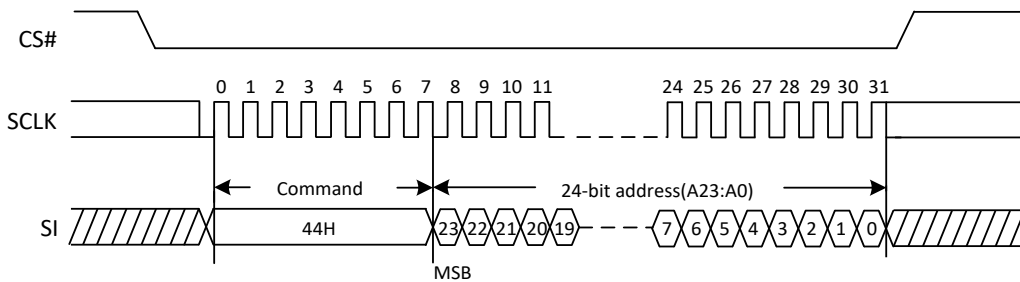 CS#
0 1 2 3 4 5 6 7 8 9 10 11 24 25 26 27 28 29 30 31
SCLK
Command 24-bit address(A23:A0)
SI 44H 23 22 21 20 19 7 6 5 4 3 2 1 0
MSB